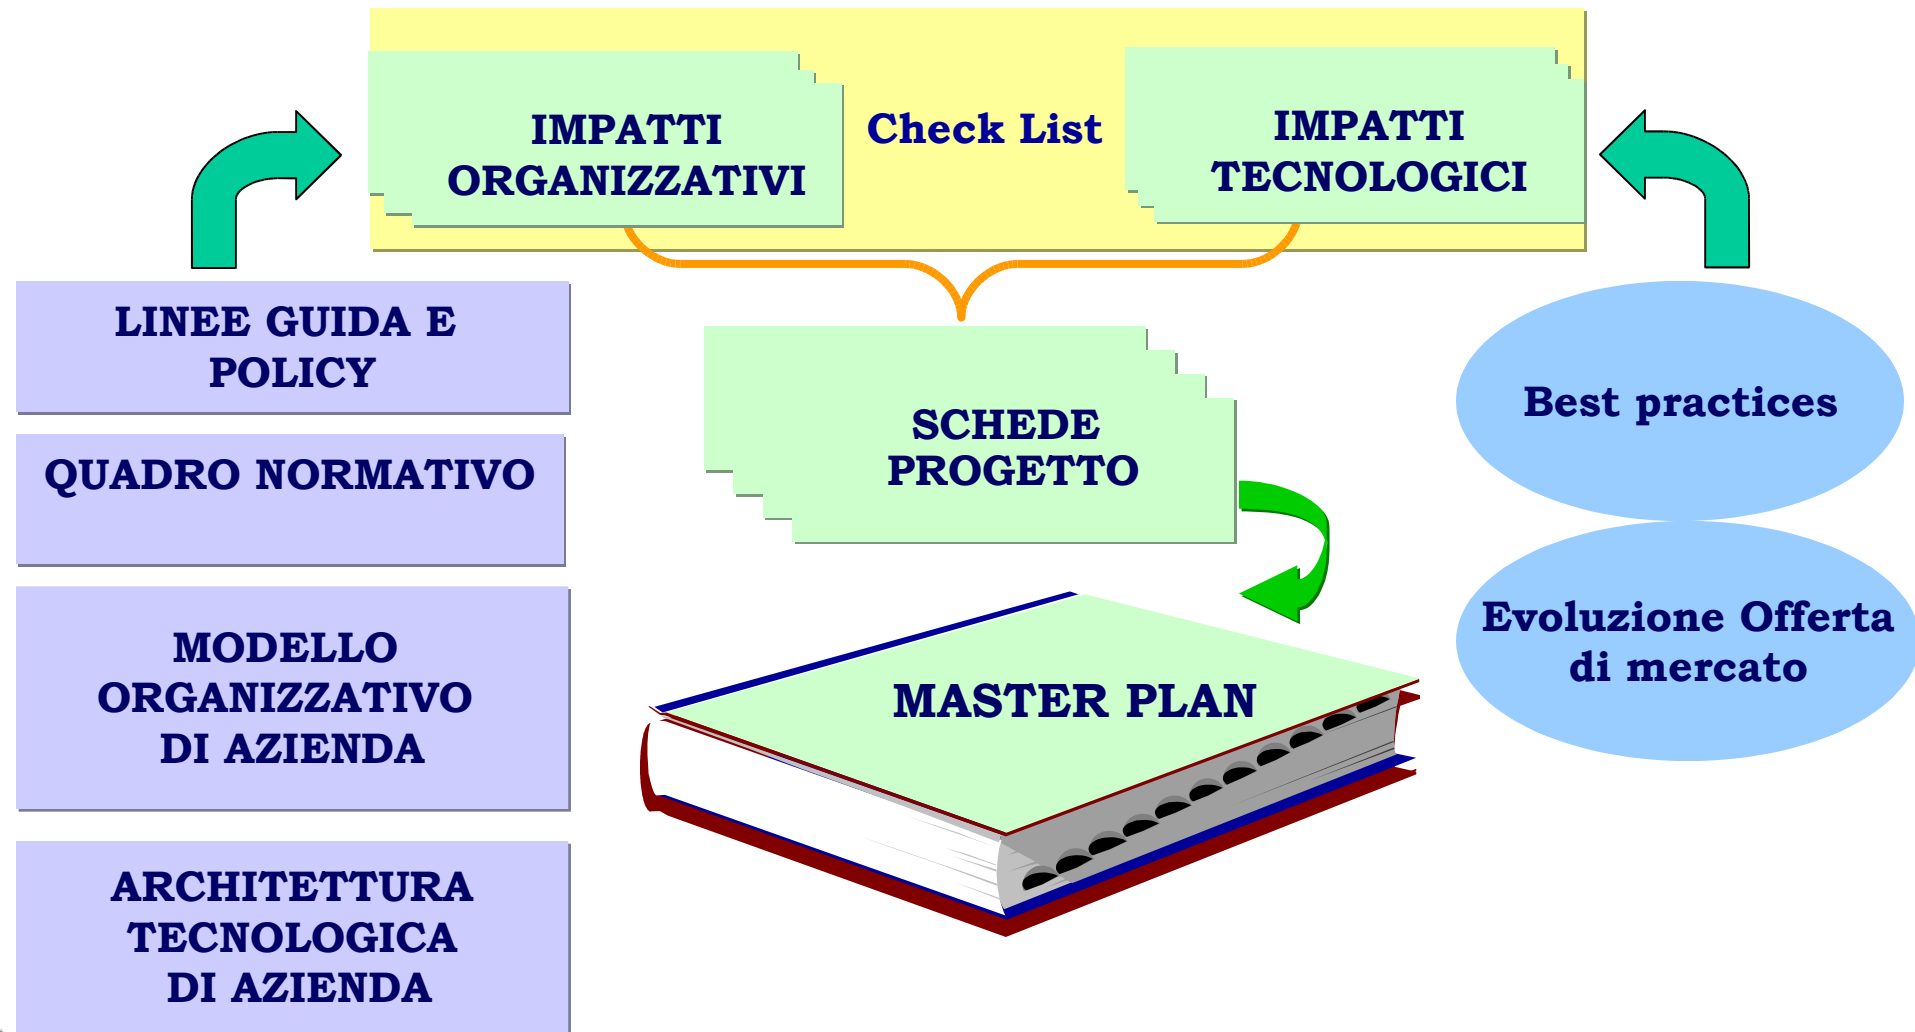 IMPATTI
ORGANIZZATIVI
Check List
IMPATTI
TECNOLOGICI
LINEE GUIDA E
POLICY
QUADRO NORMATIVO
MODELLO
ORGANIZZATIVO
DI AZIENDA
ARCHITETTURA
TECNOLOGICA
DI AZIENDA
SCHEDE
PROGETTO
MASTER PLAN
Best practices
Evoluzione Offerta
di mercato